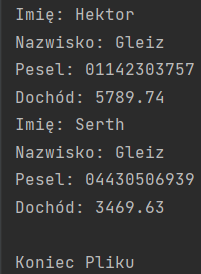 Imię: Hektor
Nazwisko: Gleiz
Pesel: 01142303757
Dochód: 5789.74
Imię: Serth
Nazwisko: Gleiz
Pesel: 04430506939
Dochód: 3469.63
Koniec Pliku